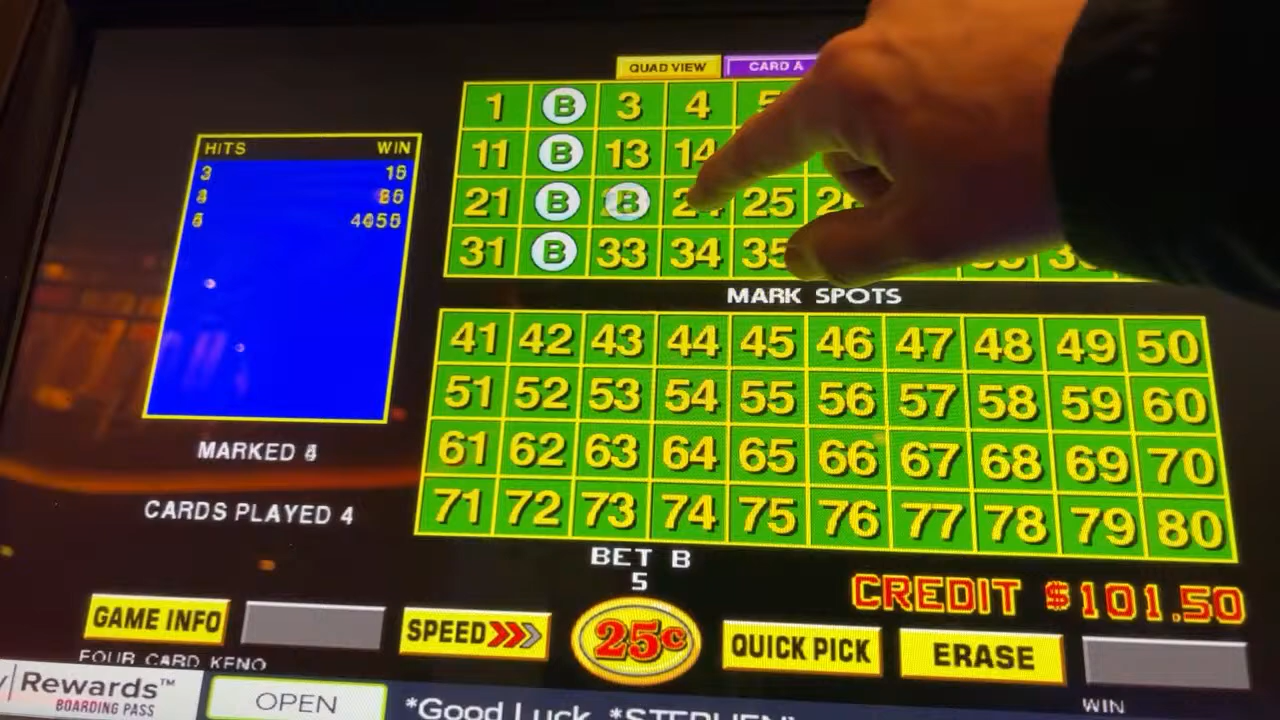 QUAD VIEW CARD A
HITS WIN
1 B 3 4 5
11 B 13 14
21 B B 25
31 B 33 34 35
MARK SPOTS
41 42 43 44 45 46 47 48 49 50
51 52 53 54 55 56 57 58 59 60
61 62 63 64 65 66 67 68 69 70
71 72 73 74 75 76 77 78 79 80
MARKED
CARDS PLAYED 4
BET B
5
CREDIT $101.50
GAME INFO SPEED 25¢ QUICK PICK ERASE
FOUR CARD KENO
WIN
Rewards™
BOARDING PASS
OPEN
*Good Luck, *STEPHEN